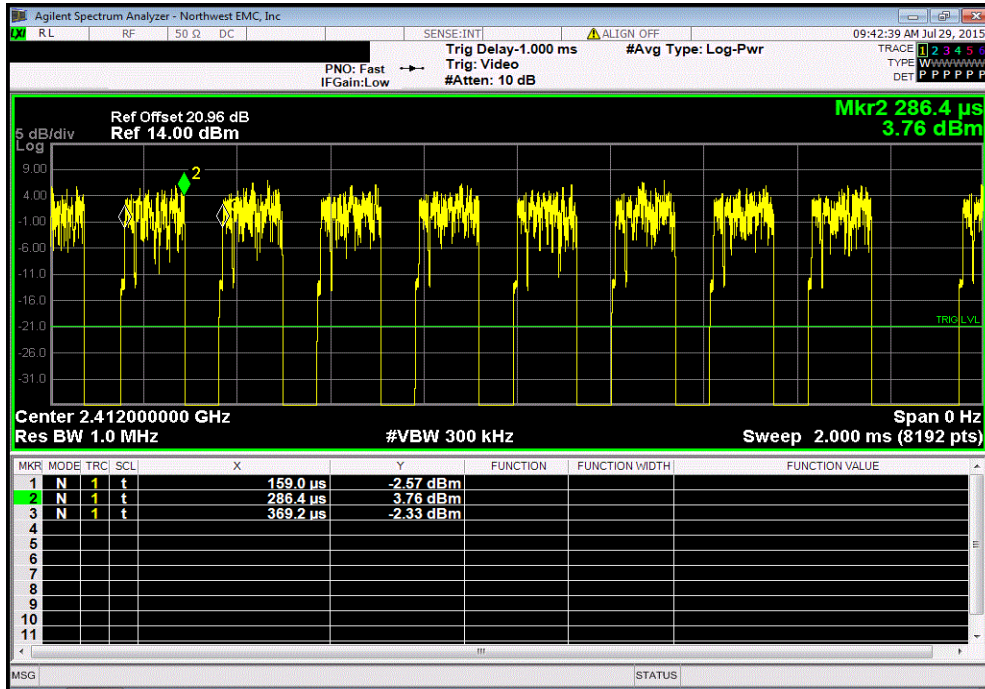 Agilent Spectrum Analyzer - Northwest EMC, Inc
LXI RL RF 50 Ω DC SENSE:INT ALIGN OFF 09:42:39 AM Jul 29, 2015
Trig Delay-1.000 ms #Avg Type: Log-Pwr TRACE 1 2 3 4 5 6
PNO: Fast Trig: Video TYPE WWWWWW
IFGain:Low #Atten: 10 dB DET P P P P P P
Mkr2 286.4 µs
3.76 dBm
Ref Offset 20.96 dB
5 dB/div Ref 14.00 dBm
Log
9.00
2
4.00
-1.00
-6.00
-11.0
-16.0
-21.0 TRIG LVL
-26.0
-31.0
Center 2.412000000 GHz Span 0 Hz
Res BW 1.0 MHz #VBW 300 kHz Sweep 2.000 ms (8192 pts)
MKR MODE TRC SCL X Y FUNCTION FUNCTION WIDTH FUNCTION VALUE
1 N 1 t 159.0 µs -2.57 dBm
2 N 1 t 286.4 µs 3.76 dBm
3 N 1 t 369.2 µs -2.33 dBm
4
5
6
7
8
9
10
11
MSG STATUS